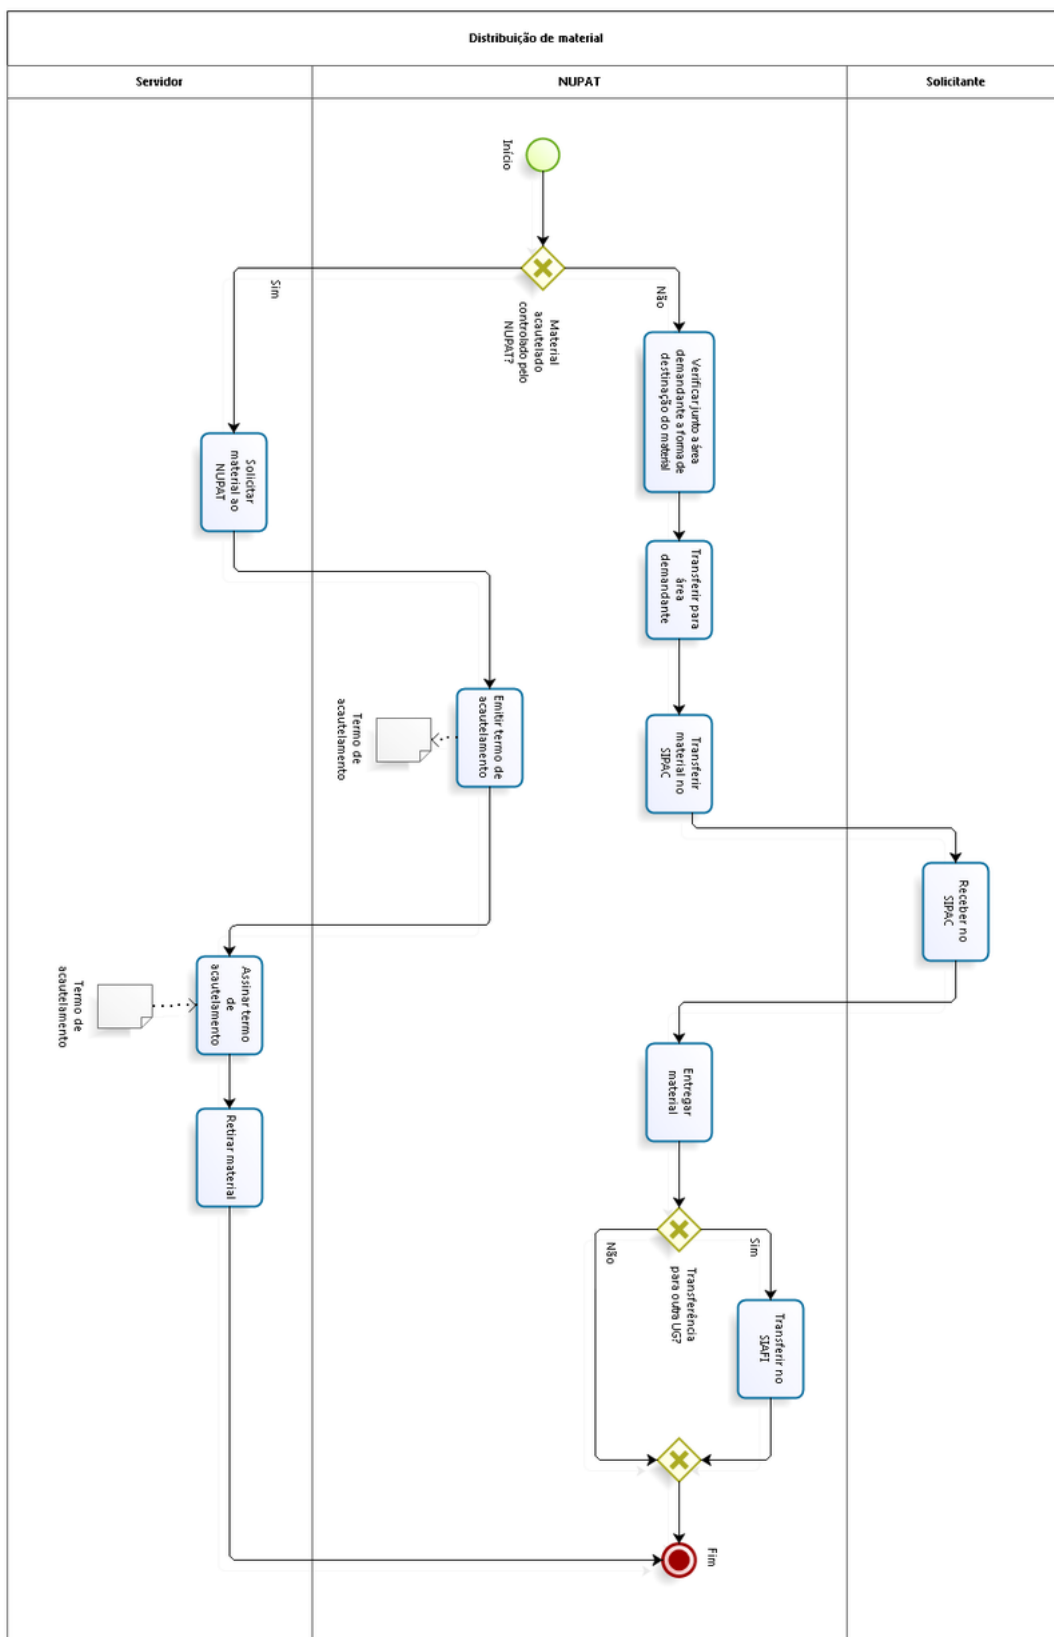 Distribuição de material
Servidor
NUPAT
Solicitante
Início
Material
acautelado
controlado pelo
NUPAT?
Sim
Não
Verificar junto a área
demandante a forma de
destinação do material
Solicitar
material ao
NUPAT
Transferir para
área
demandante
Emitir termo de
acautelamento
Termo de
acautelamento
Transferir
material no
SIPAC
Receber no
SIPAC
Assinar termo
de
acautelamento
Termo de
acautelamento
Entregar
material
Retirar material
Transferência
para outra UG?
Sim
Não
Transferir no
SIAFI
Fim